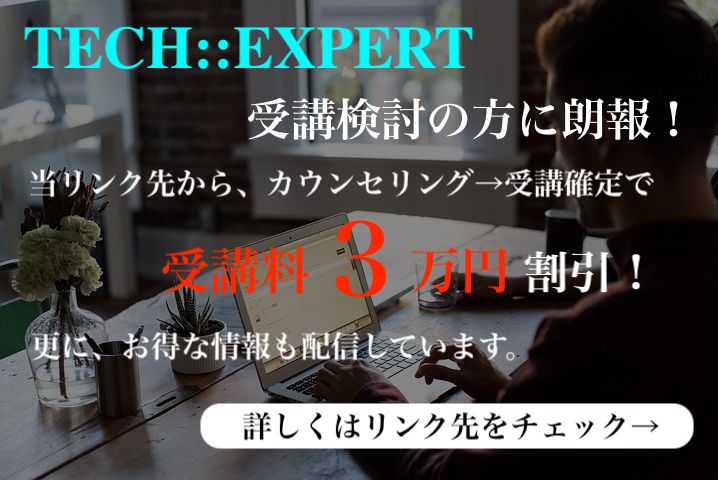 TECH::EXPERT
受講検討の方に朗報！
当リンク先から、カウンセリング→受講確定で
受講料 3 万円 割引！
更に、お得な情報も配信しています。
詳しくはリンク先をチェック→